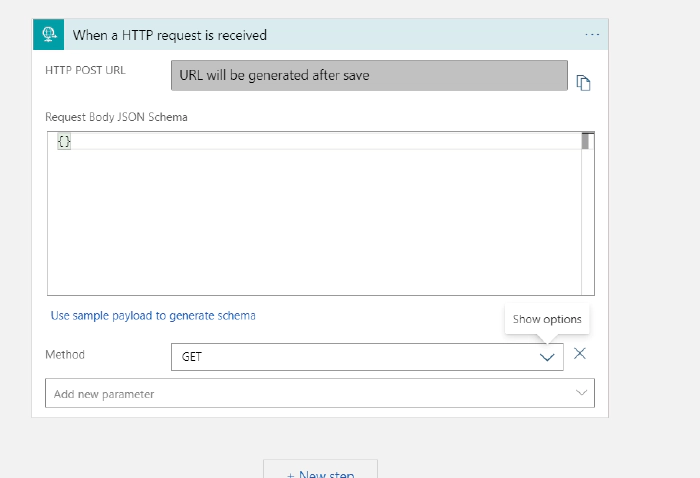 When a HTTP request is received
...
HTTP POST URL
URL will be generated after save
Request Body JSON Schema
{}
Use sample payload to generate schema
Show options
Method
GET
Add new parameter
+ New step